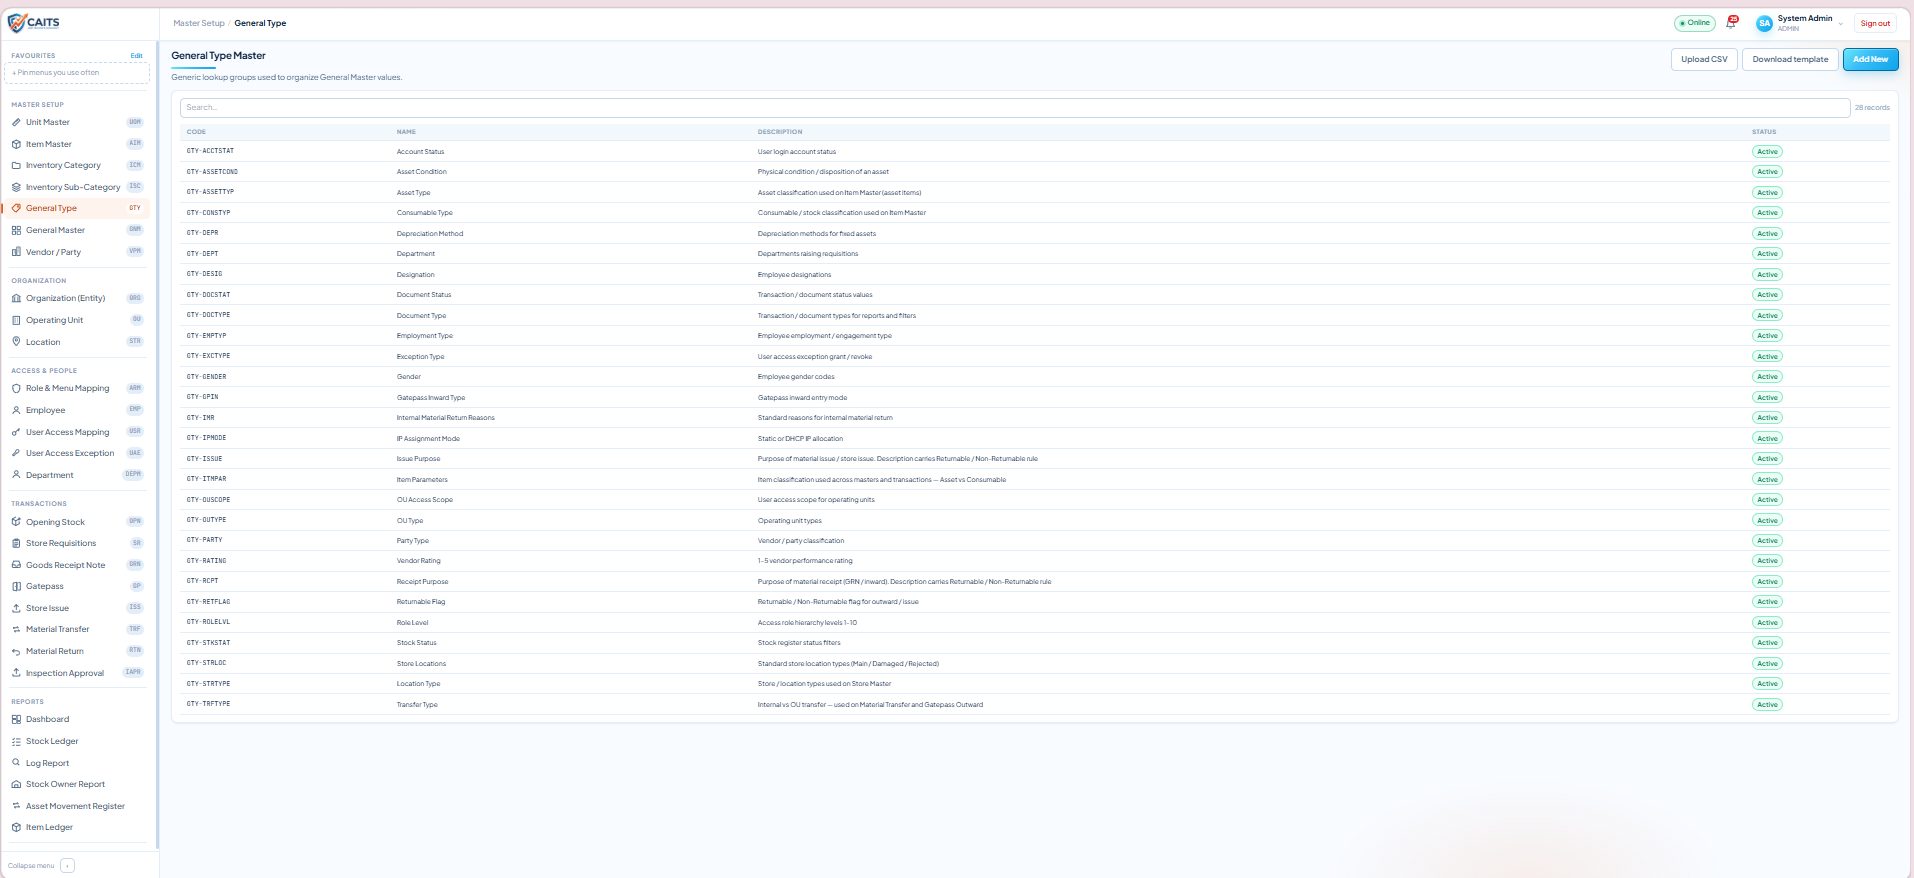 CAITS
Master Setup / General Type
Online
25
SA
System Admin
ADMIN
Sign out
FAVOURITES
Edit
+ Pin menus you use often
MASTER SETUP
Unit Master UOM
Item Master AIM
Inventory Category ICM
Inventory Sub-Category ISC
General Type GTY
General Master GNM
Vendor / Party VPM
ORGANIZATION
Organization (Entity) ORG
Operating Unit OU
Location STR
ACCESS & PEOPLE
Role & Menu Mapping ARM
Employee EMP
User Access Mapping USR
User Access Exception UAE
Department DEPM
TRANSACTIONS
Opening Stock OPN
Store Requisitions SR
Goods Receipt Note GRN
Gatepass GP
Store Issue ISS
Material Transfer TRF
Material Return RTN
Inspection Approval IAPR
REPORTS
Dashboard
Stock Ledger
Log Report
Stock Owner Report
Asset Movement Register
Item Ledger
Collapse menu ‹
General Type Master
Generic lookup groups used to organize General Master values.
Upload CSV
Download template
Add New
Search...
28 records
CODE NAME DESCRIPTION STATUS
GTY-ACCTSTAT Account Status User login account status Active
GTY-ASSETCOND Asset Condition Physical condition / disposition of an asset Active
GTY-ASSETTYP Asset Type Asset classification used on Item Master (asset items) Active
GTY-CONSTYP Consumable Type Consumable / stock classification used on Item Master Active
GTY-DEPR Depreciation Method Depreciation methods for fixed assets Active
GTY-DEPT Department Departments raising requisitions Active
GTY-DESIG Designation Employee designations Active
GTY-DOCSTAT Document Status Transaction / document status values Active
GTY-DOCTYPE Document Type Transaction / document types for reports and filters Active
GTY-EMPTYP Employment Type Employee employment / engagement type Active
GTY-EXCTYPE Exception Type User access exception grant / revoke Active
GTY-GENDER Gender Employee gender codes Active
GTY-GPIN Gatepass Inward Type Gatepass inward entry mode Active
GTY-IMR Internal Material Return Reasons Standard reasons for internal material return Active
GTY-IPMODE IP Assignment Mode Static or DHCP IP allocation Active
GTY-ISSUE Issue Purpose Purpose of material issue / store issue. Description carries Returnable / Non-Returnable rule Active
GTY-ITMPAR Item Parameters Item classification used across masters and transactions — Asset vs Consumable Active
GTY-OUSCOPE OU Access Scope User access scope for operating units Active
GTY-OUTYPE OU Type Operating unit types Active
GTY-PARTY Party Type Vendor / party classification Active
GTY-RATING Vendor Rating 1–5 vendor performance rating Active
GTY-RCPT Receipt Purpose Purpose of material receipt (GRN / inward). Description carries Returnable / Non-Returnable rule Active
GTY-RETFLAG Returnable Flag Returnable / Non-Returnable flag for outward / issue Active
GTY-ROLELVL Role Level Access role hierarchy levels 1–10 Active
GTY-STKSTAT Stock Status Stock register status filters Active
GTY-STRLOC Store Locations Standard store location types (Main / Damaged / Rejected) Active
GTY-STRTYPE Location Type Store / location types used on Store Master Active
GTY-TRFTYPE Transfer Type Internal vs OU transfer — used on Material Transfer and Gatepass Outward Active